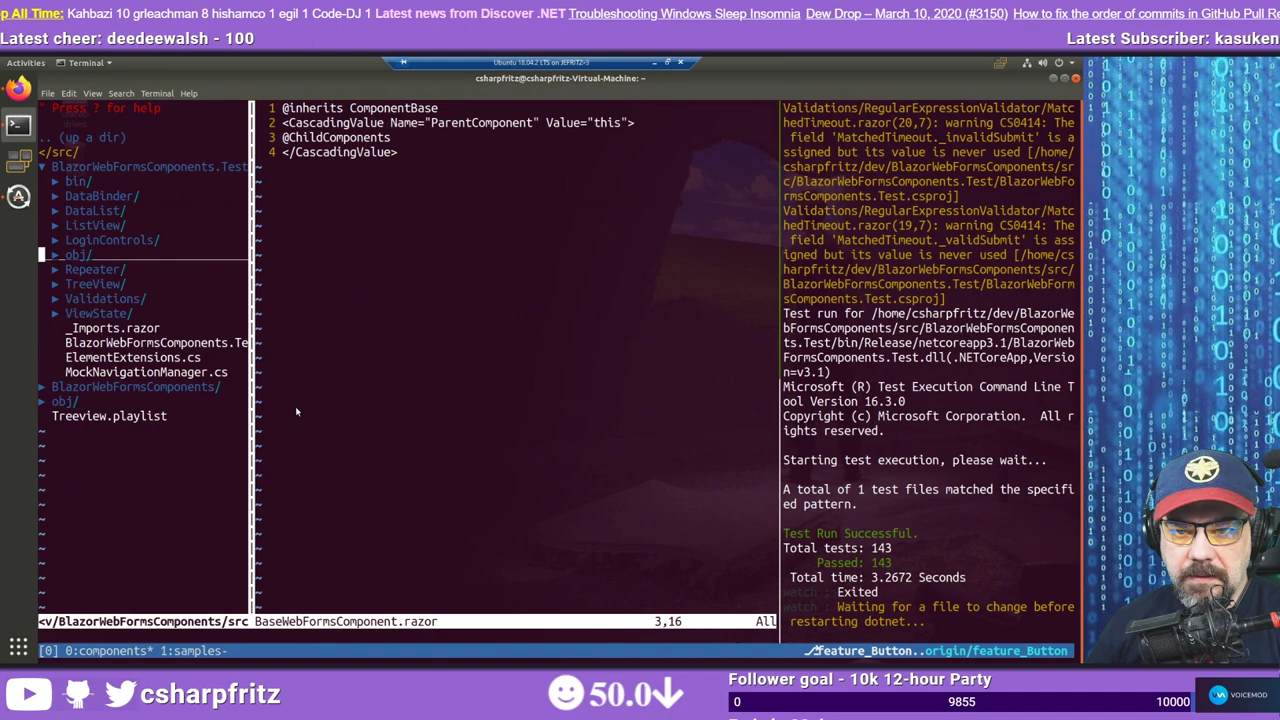 p All Time: Kahbazi 10 grleachman 8 hishamco 1 egil 1 Code-DJ 1 Latest news from Discover .NET Troubleshooting Windows Sleep Insomnia Dew Drop – March 10, 2020 (#3150) How to fix the order of commits in GitHub Pull Re
Latest cheer: deedeewalsh - 100
Latest Subscriber: kasuken
Activities Terminal
Ubuntu 18.04.2 LTS on JEFRITZ-3
csharpfritz@csharpfritz-Virtual-Machine: ~
File Edit View Search Terminal Help
" Press ? for help
.. (up a dir)
</src/
▼ BlazorWebFormsComponents.Test
▶ bin/
▶ DataBinder/
▶ DataList/
▶ ListView/
▶ LoginControls/
▶ obj/
▶ Repeater/
▶ TreeView/
▶ Validations/
▶ ViewState/
_Imports.razor
BlazorWebFormsComponents.Te
ElementExtensions.cs
MockNavigationManager.cs
▶ BlazorWebFormsComponents/
▶ obj/
Treeview.playlist
<v/BlazorWebFormsComponents/src
1 @inherits ComponentBase
2 <CascadingValue Name="ParentComponent" Value="this">
3 @ChildComponents
4 </CascadingValue>
BaseWebFormsComponent.razor 3,16 All
Validations/RegularExpressionValidator/Matc
hedTimeout.razor(20,7): warning CS0414: The
field 'MatchedTimeout._invalidSubmit' is a
ssigned but its value is never used [/home/
csharpfritz/dev/BlazorWebFormsComponents/sr
c/BlazorWebFormsComponents.Test/BlazorWebFo
rmsComponents.Test.csproj]
Validations/RegularExpressionValidator/Matc
hedTimeout.razor(19,7): warning CS0414: The
field 'MatchedTimeout._validSubmit' is ass
igned but its value is never used [/home/cs
harpfritz/dev/BlazorWebFormsComponents/src/
BlazorWebFormsComponents.Test/BlazorWebForm
sComponents.Test.csproj]
Test run for /home/csharpfritz/dev/BlazorWe
bFormsComponents/src/BlazorWebFormsComponen
ts.Test/bin/Release/netcoreapp3.1/BlazorWeb
FormsComponents.Test.dll(.NETCoreApp,Versio
n=v3.1)
Microsoft (R) Test Execution Command Line T
ool Version 16.3.0
Copyright (c) Microsoft Corporation. All r
ights reserved.
Starting test execution, please wait...
A total of 1 test files matched the specifi
ed pattern.
Test Run Successful.
Total tests: 143
Passed: 143
Total time: 3.2672 Seconds
watch : Exited
watch : Waiting for a file to change before
restarting dotnet...
[0] 0:components* 1:samples-
feature_Button..origin/feature_Button
csharpfritz
50.0
Follower goal - 10k 12-hour Party
0 9855 10000
VOICEMOD